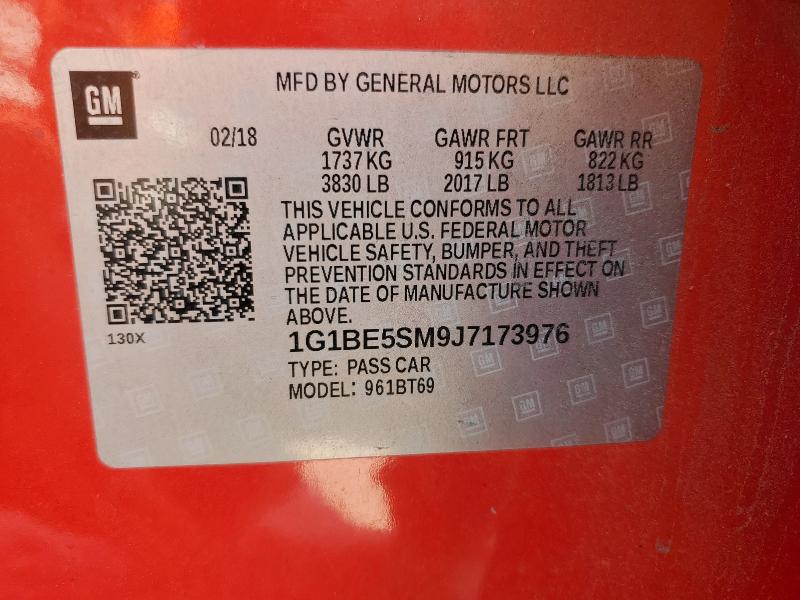 GM
MFD BY GENERAL MOTORS LLC
02/18 GVWR GAWR FRT GAWR RR
1737 KG 915 KG 822 KG
3830 LB 2017 LB 1813 LB
THIS VEHICLE CONFORMS TO ALL
APPLICABLE U.S. FEDERAL MOTOR
VEHICLE SAFETY, BUMPER, AND THEFT
PREVENTION STANDARDS IN EFFECT ON
THE DATE OF MANUFACTURE SHOWN
ABOVE.
130X
1G1BE5SM9J7173976
TYPE: PASS CAR
MODEL: 961BT69